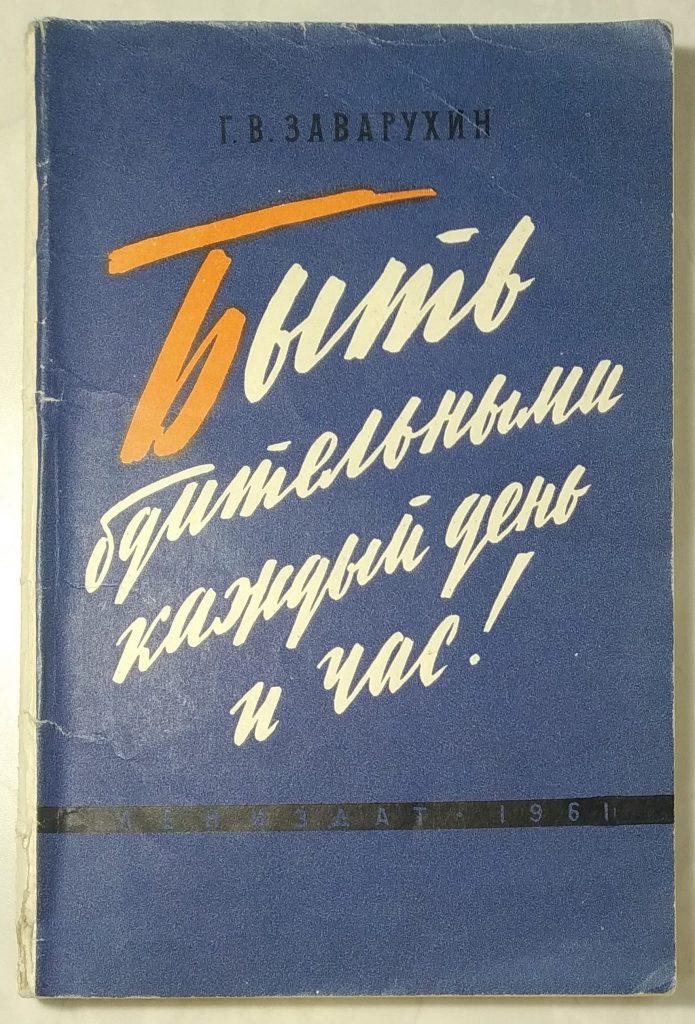 Г. В. ЗАВАРУХИН
Быть
бдительными
каждый день
и час!
ЛЕНИЗДАТ · 1961